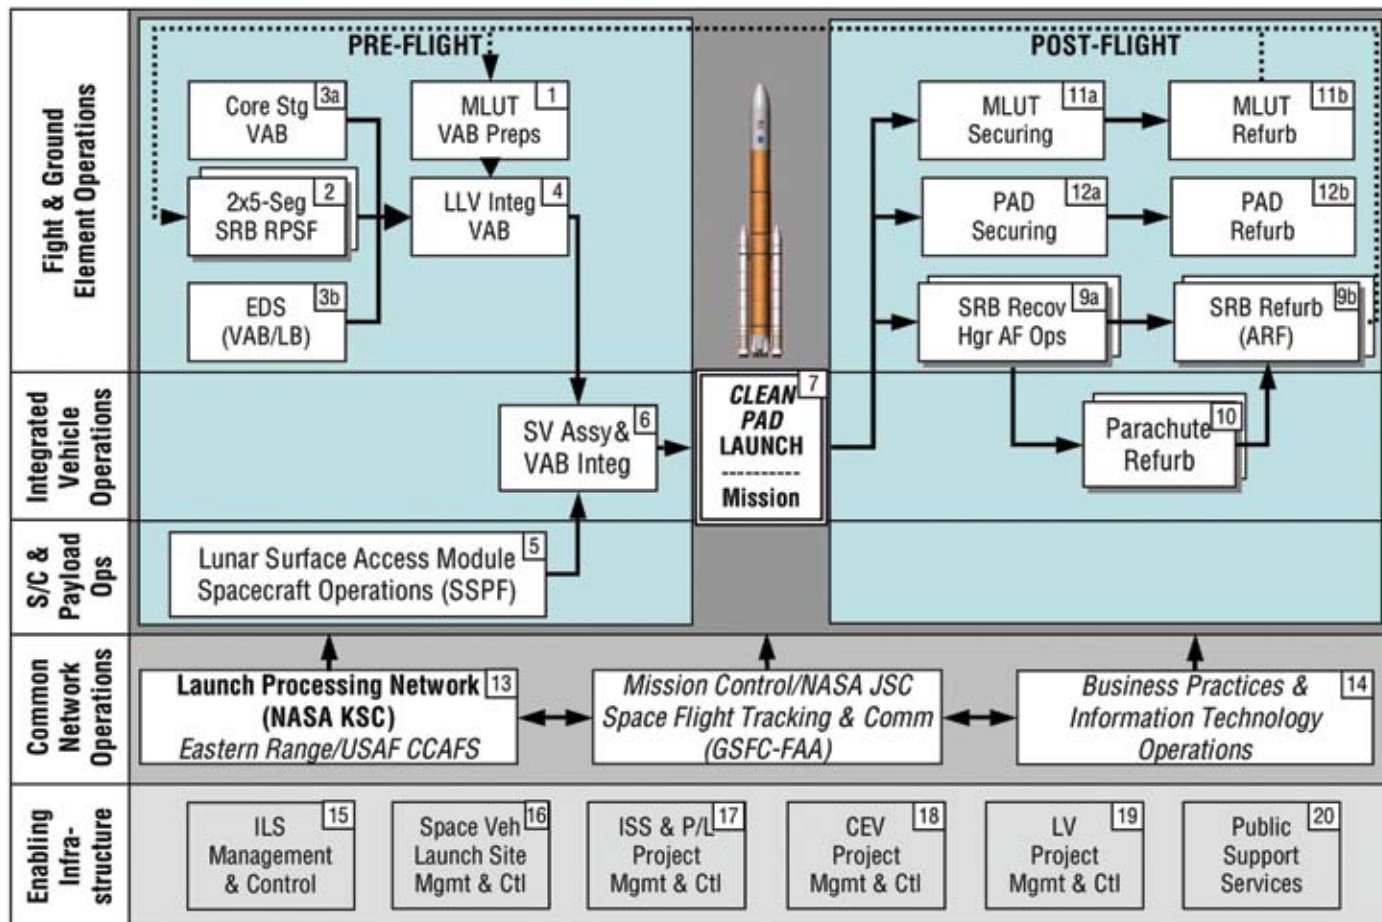 PRE-FLIGHT
POST-FLIGHT
Fight & Ground
Element Operations
3a
Core Stg
VAB
1
MLUT
VAB Preps
2
2x5-Seg
SRB RPSF
4
LLV Integ
VAB
3b
EDS
(VAB/LB)
11a
MLUT
Securing
11b
MLUT
Refurb
12a
PAD
Securing
12b
PAD
Refurb
9a
SRB Recov
Hgr AF Ops
9b
SRB Refurb
(ARF)
Integrated
Vehicle
Operations
6
SV Assy&
VAB Integ
7
CLEAN
PAD
LAUNCH
----------
Mission
10
Parachute
Refurb
S/C &
Payload
Ops
5
Lunar Surface Access Module
Spacecraft Operations (SSPF)
Common
Network
Operations
13
Launch Processing Network
(NASA KSC)
Eastern Range/USAF CCAFS
Mission Control/NASA JSC
Space Flight Tracking & Comm
(GSFC-FAA)
14
Business Practices &
Information Technology
Operations
Enabling
Infra-
structure
15
ILS
Management
& Control
16
Space Veh
Launch Site
Mgmt & Ctl
17
ISS & P/L
Project
Mgmt & Ctl
18
CEV
Project
Mgmt & Ctl
19
LV
Project
Mgmt & Ctl
20
Public
Support
Services